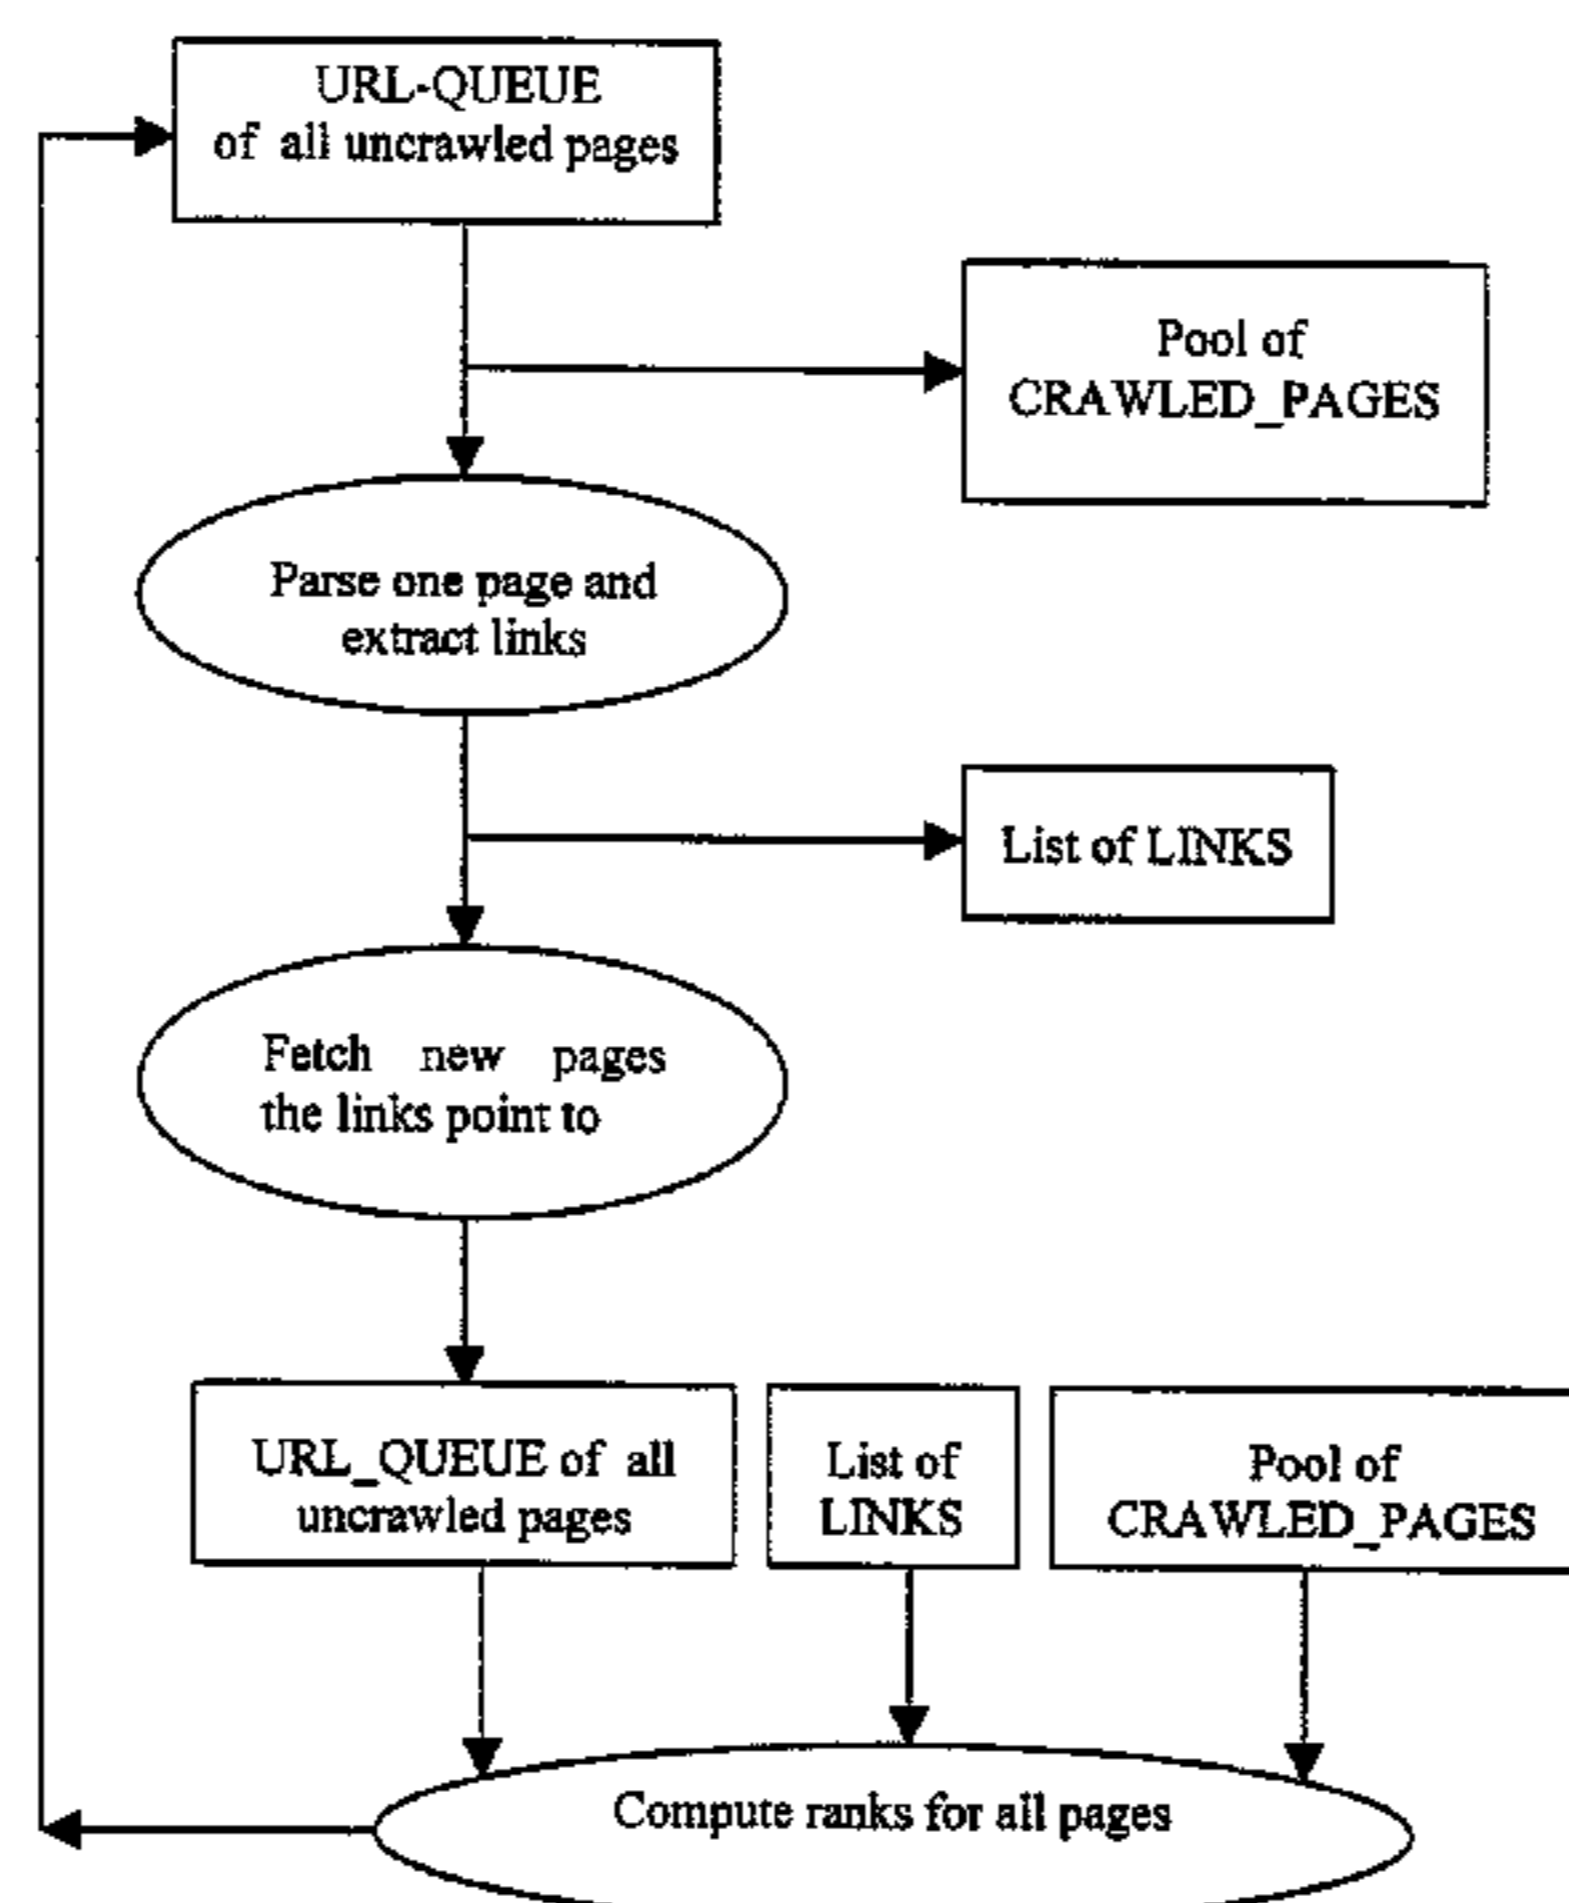 URL-QUEUE
of all uncrawled pages
Pool of
CRAWLED_PAGES
Parse one page and
extract links
List of LINKS
Fetch new pages
the links point to
URL_QUEUE of all
uncrawled pages
List of
LINKS
Pool of
CRAWLED_PAGES
Compute ranks for all pages